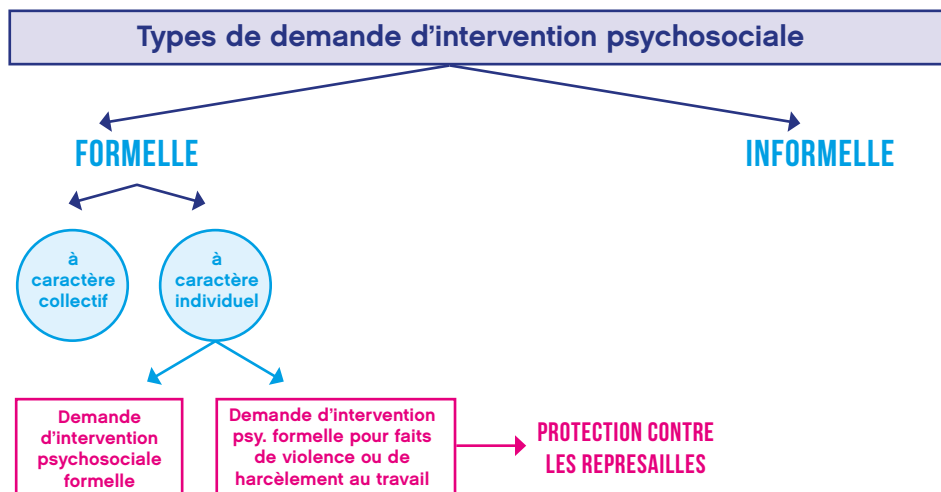 Types de demande d'intervention psychosociale
FORMELLE
INFORMELLE
à
caractère
collectif
à
caractère
individuel
Demande
d'intervention
psychosociale
formelle
Demande d'intervention
psy. formelle pour faits
de violence ou de
harcèlement au travail
PROTECTION CONTRE
LES REPRESAILLES